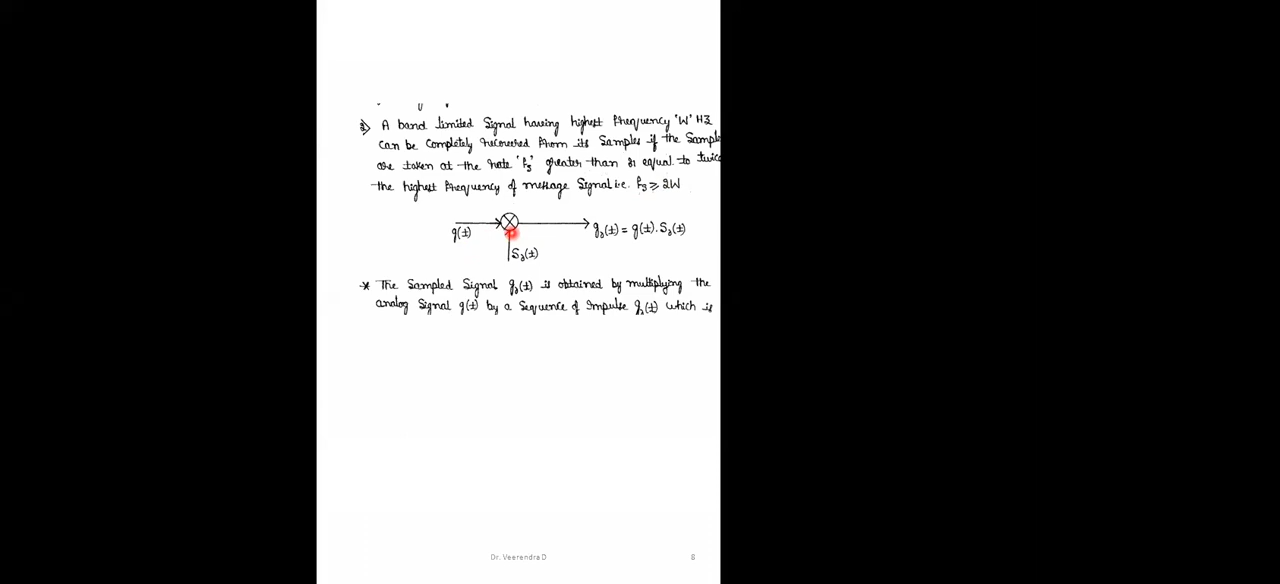 2) A band limited Signal having highest frequency 'W' HZ
can be completely recovered from its Samples if the Sample
are taken at the rate 'fs' greater than or equal to twice
the highest frequency of message Signal i.e. fs ≥ 2W
g(t)
gδ(t) = g(t). Sδ(t)
Sδ(t)
* The Sampled Signal gδ(t) is obtained by multiplying the
analog Signal g(t) by a Sequence of Impulse gδ(t) which is
Dr. Veerendra D
8